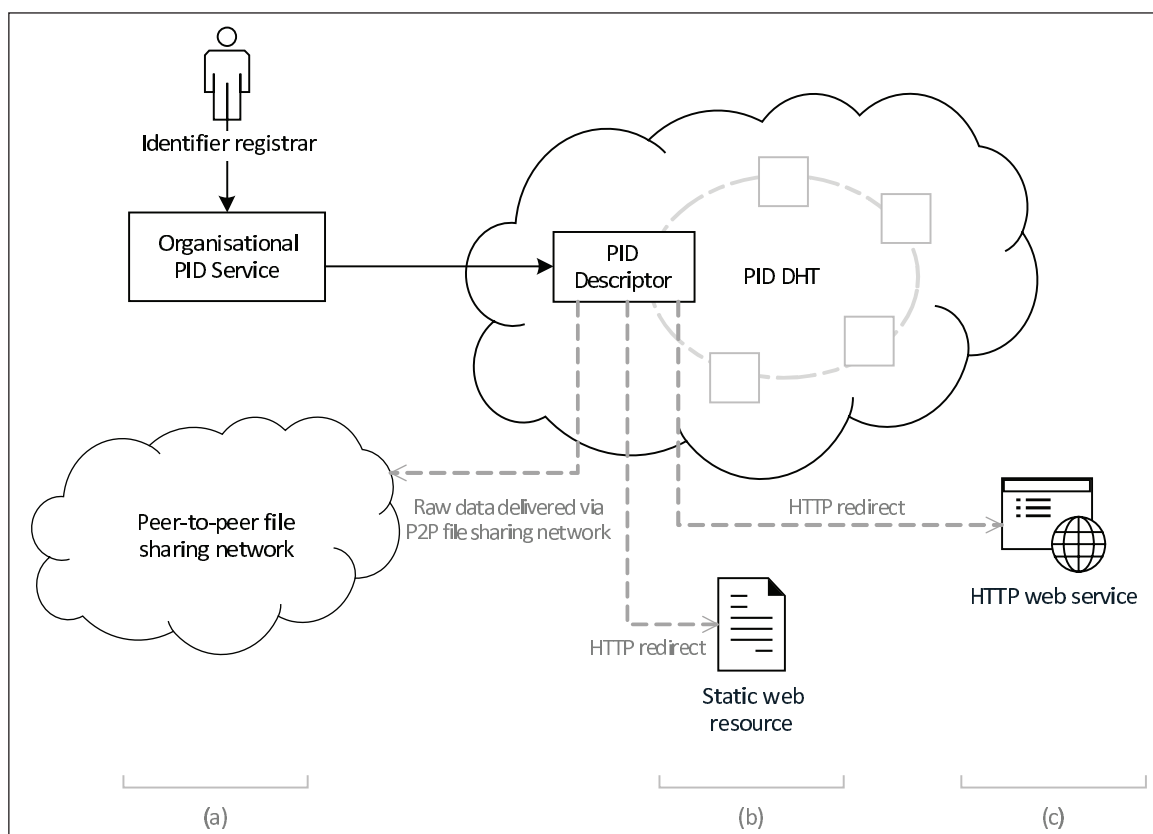 Identifier registrar
Organisational
PID Service
PID
Descriptor
PID DHT
Peer-to-peer file
sharing network
Raw data delivered via
P2P file sharing network
HTTP redirect
HTTP web service
HTTP redirect
Static web
resource
(a)
(b)
(c)